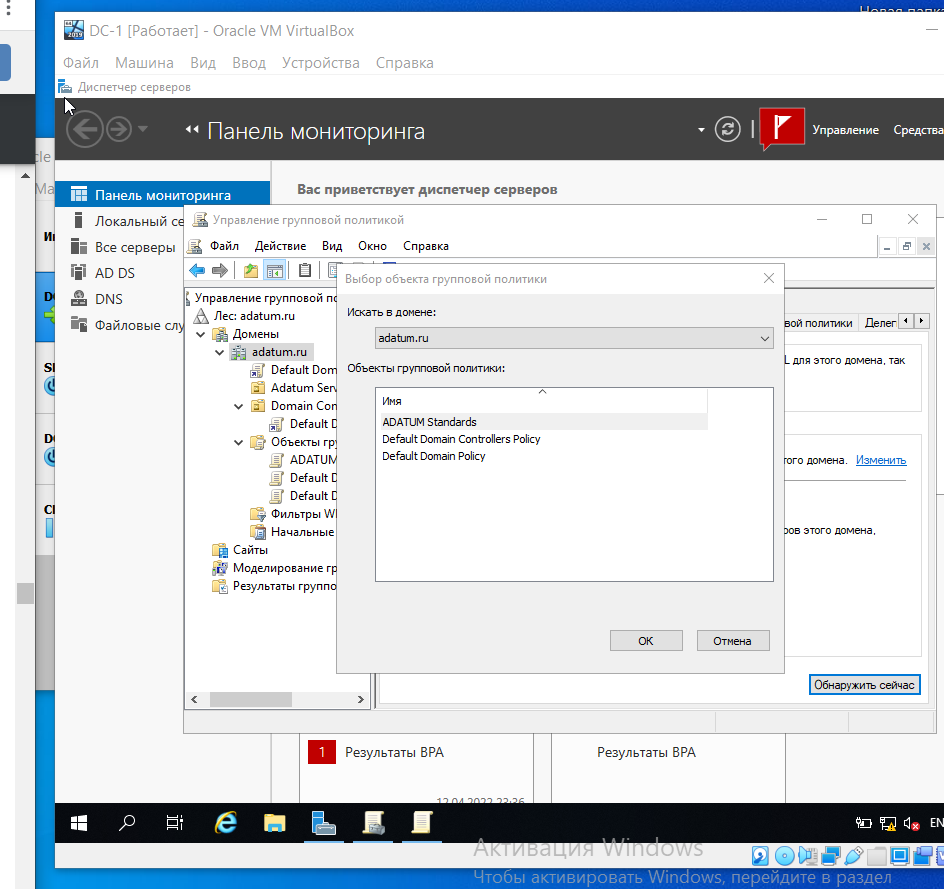 Новая папка
DC-1 [Работает] - Oracle VM VirtualBox
Файл Машина Вид Ввод Устройства Справка
Диспетчер серверов
Панель мониторинга
Управление Средства
Панель мониторинга
Вас приветствует диспетчер серверов
Локальный се
Все серверы
AD DS
DNS
Файловые слу
Управление групповой политикой
Файл Действие Вид Окно Справка
Управление групповой по
Лес: adatum.ru
Домены
adatum.ru
Default Dom
Adatum Serv
Domain Con
Default D
Объекты гру
ADATUM
Default D
Default D
Фильтры WI
Начальные
Сайты
Моделирование гр
Результаты группо
Выбор объекта групповой политики
Искать в домене:
adatum.ru
Объекты групповой политики:
Имя
ADATUM Standards
Default Domain Controllers Policy
Default Domain Policy
OK Отмена
вой политики Делег
L для этого домена, так
того домена. Изменить
ров этого домена,
Обнаружить сейчас
1 Результаты BPA
Результаты BPA
12.04.2022 23:36
EN
Активация Windows
Чтобы активировать Windows, перейдите в раздел